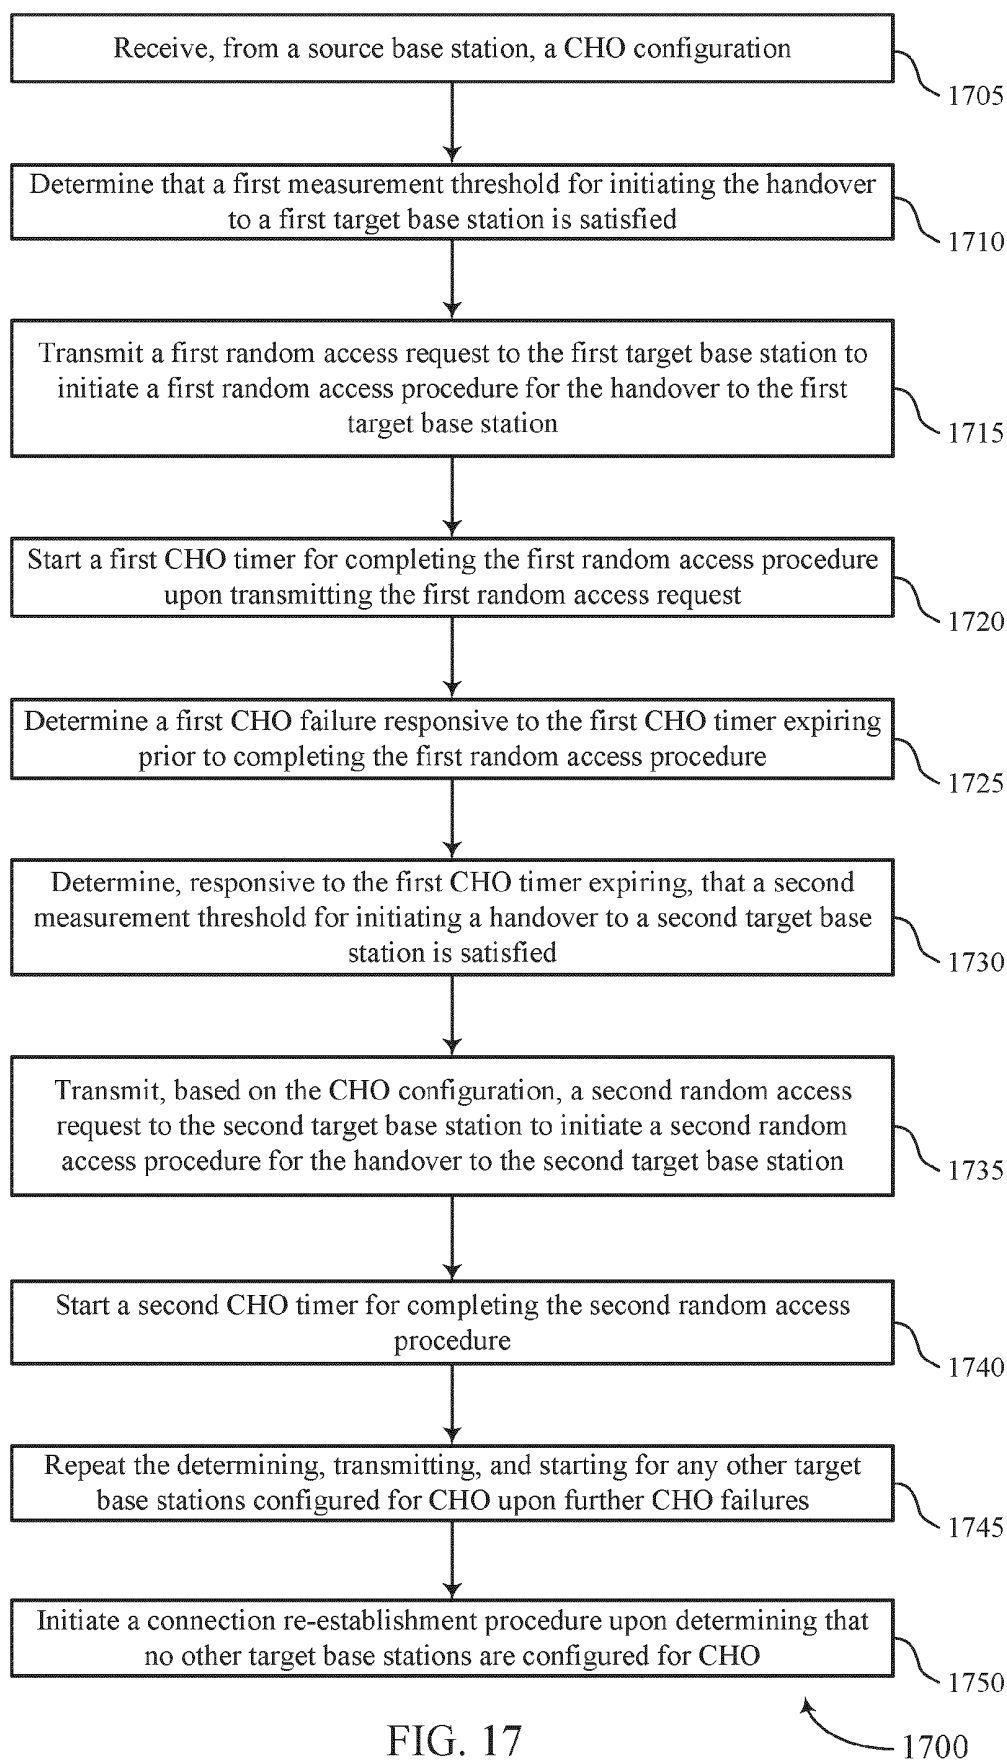 Receive, from a source base station, a CHO configuration
1705
Determine that a first measurement threshold for initiating the handover
to a first target base station is satisfied
1710
Transmit a first random access request to the first target base station to
initiate a first random access procedure for the handover to the first
target base station
1715
Start a first CHO timer for completing the first random access procedure
upon transmitting the first random access request
1720
Determine a first CHO failure responsive to the first CHO timer expiring
prior to completing the first random access procedure
1725
Determine, responsive to the first CHO timer expiring, that a second
measurement threshold for initiating a handover to a second target base
station is satisfied
1730
Transmit, based on the CHO configuration, a second random access
request to the second target base station to initiate a second random
access procedure for the handover to the second target base station
1735
Start a second CHO timer for completing the second random access
procedure
1740
Repeat the determining, transmitting, and starting for any other target
base stations configured for CHO upon further CHO failures
1745
Initiate a connection re-establishment procedure upon determining that
no other target base stations are configured for CHO
1750
FIG. 17
1700